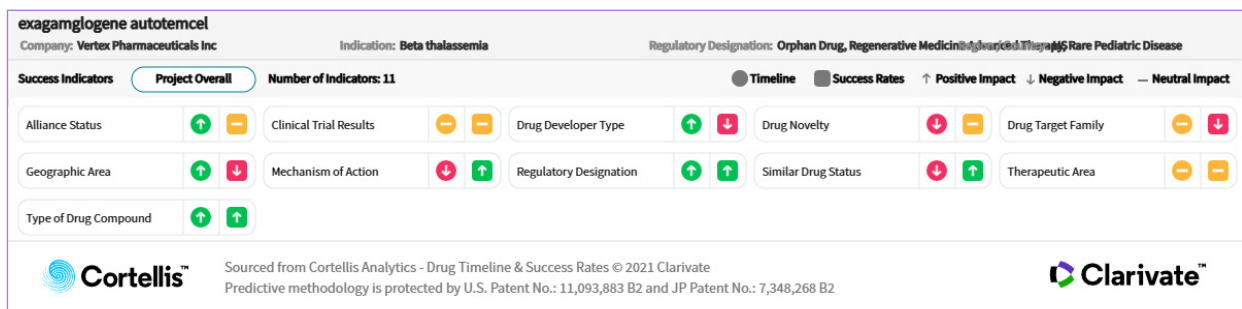 exagamglogene autotemcel
Company: Vertex Pharmaceuticals Inc Indication: Beta thalassemia Regulatory Designation: Orphan Drug, Regenerative Medicine Advanced Therapy, Rare Pediatric Disease
Success Indicators Project Overall Number of Indicators: 11 Timeline Success Rates ↑ Positive Impact ↓ Negative Impact — Neutral Impact
Alliance Status Clinical Trial Results Drug Developer Type Drug Novelty Drug Target Family
Geographic Area Mechanism of Action Regulatory Designation Similar Drug Status Therapeutic Area
Type of Drug Compound
Cortellis™ Sourced from Cortellis Analytics - Drug Timeline & Success Rates © 2021 Clarivate
Predictive methodology is protected by U.S. Patent No.: 11,093,883 B2 and JP Patent No.: 7,348,268 B2
Clarivate™